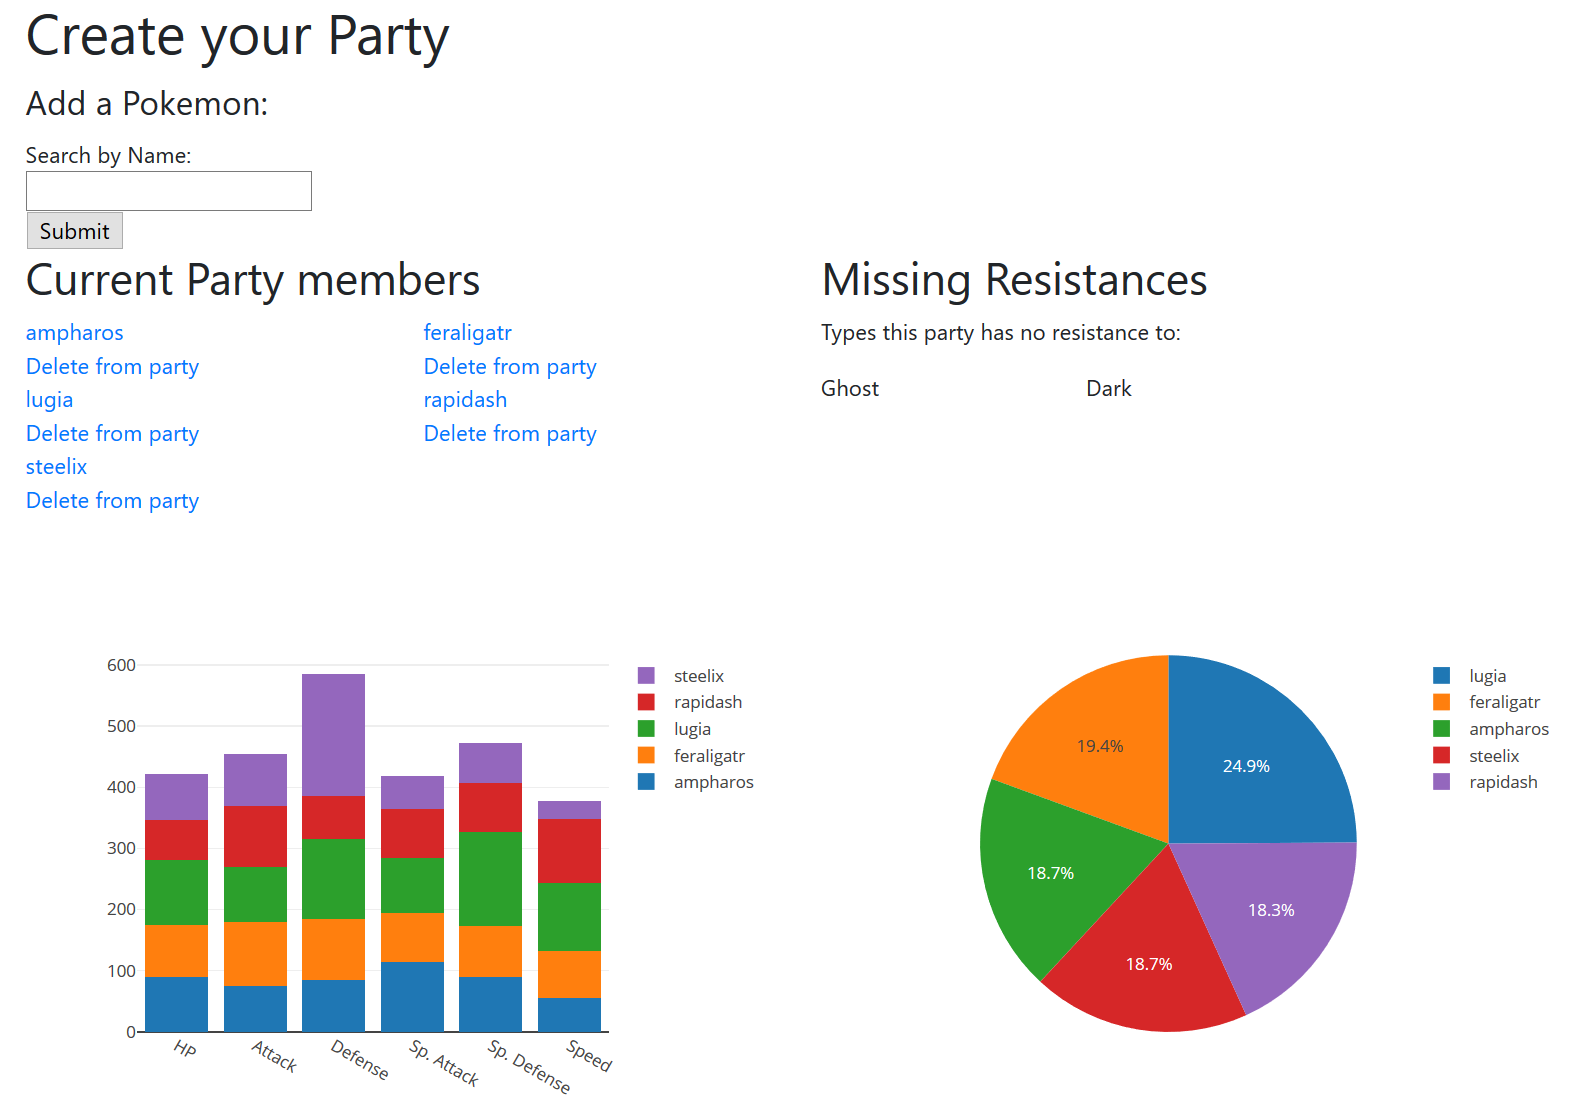 Create your Party
Add a Pokemon:
Search by Name:
Submit
Current Party members
ampharos
feraligatr
Delete from party
Delete from party
lugia
rapidash
Delete from party
Delete from party
steelix
Delete from party
Missing Resistances
Types this party has no resistance to:
Ghost
Dark
600
500
400
300
200
100
0
HP
Attack
Defense
Sp. Attack
Sp. Defense
Speed
steelix
rapidash
lugia
feraligatr
ampharos
19.4%
24.9%
18.7%
18.3%
18.7%
lugia
feraligatr
ampharos
steelix
rapidash